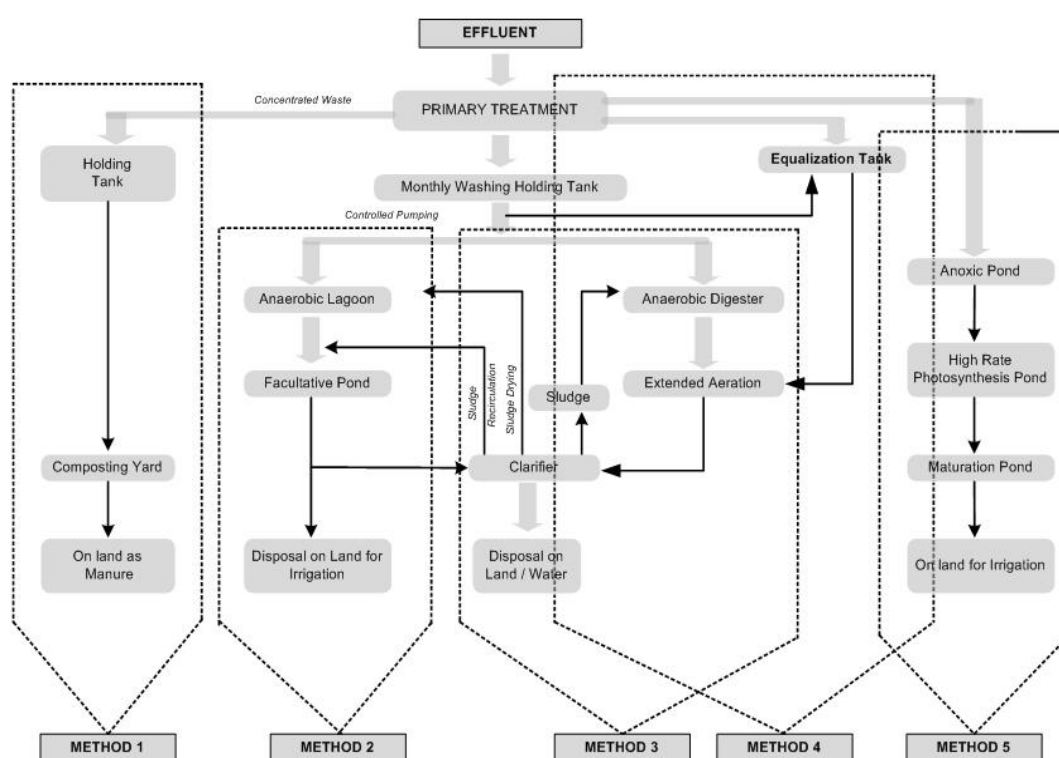 EFFLUENT
Concentrated Waste
PRIMARY TREATMENT
Holding
Tank
Equalization Tank
Monthly Washing Holding Tank
Controlled Pumping
Anaerobic Lagoon
Anaerobic Digester
Anoxic Pond
Facultative Pond
Sludge
Recirculation
Sludge Drying
Sludge
Extended Aeration
High Rate
Photosynthesis Pond
Composting Yard
Clarifier
Maturation Pond
On land as
Manure
Disposal on Land for
Irrigation
Disposal on
Land / Water
On land for Irrigation
METHOD 1
METHOD 2
METHOD 3
METHOD 4
METHOD 5